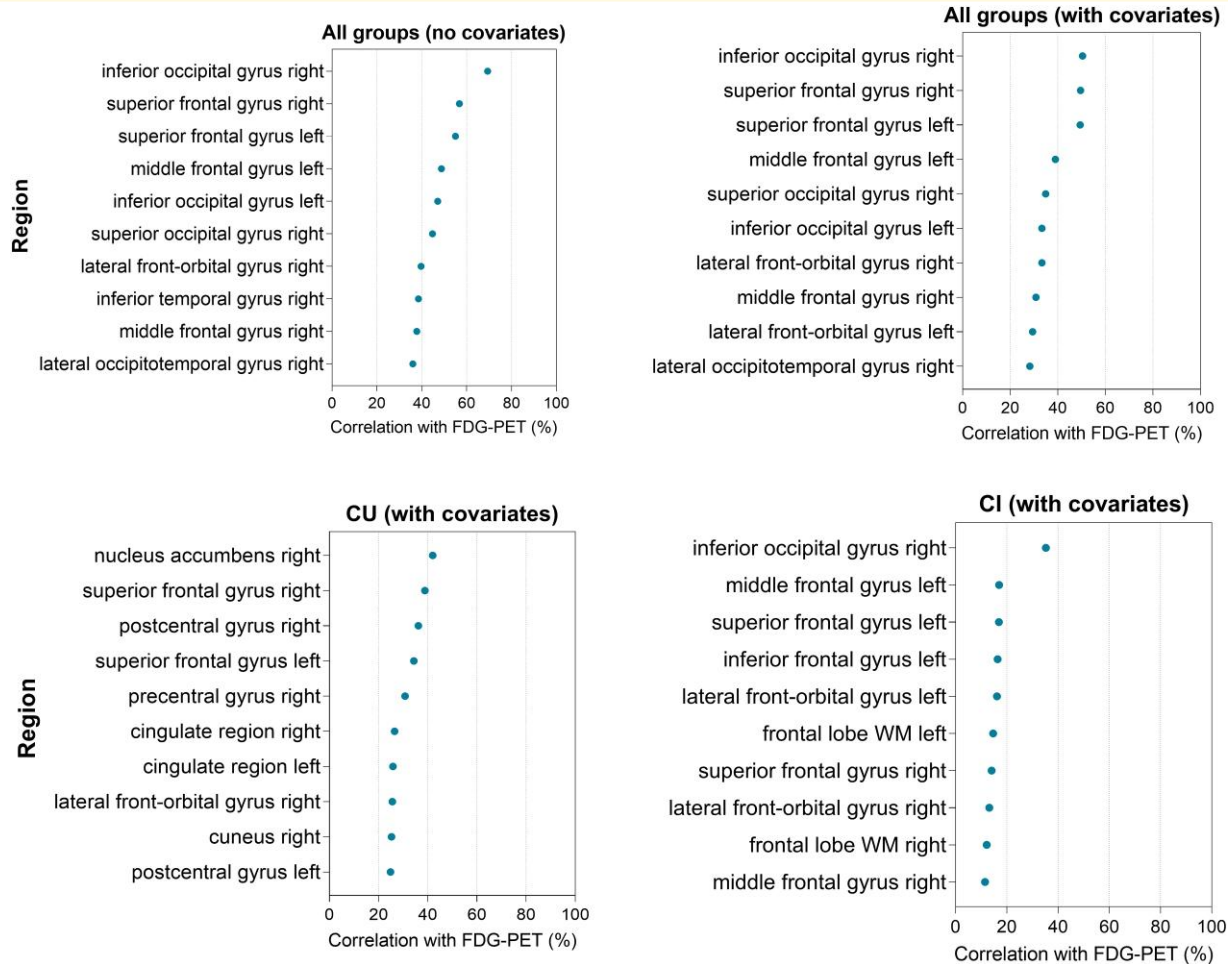 All groups (no covariates)
Region
inferior occipital gyrus right
superior frontal gyrus right
superior frontal gyrus left
middle frontal gyrus left
inferior occipital gyrus left
superior occipital gyrus right
lateral front-orbital gyrus right
inferior temporal gyrus right
middle frontal gyrus right
lateral occipitotemporal gyrus right
0 20 40 60 80 100
Correlation with FDG-PET (%)
All groups (with covariates)
inferior occipital gyrus right
superior frontal gyrus right
superior frontal gyrus left
middle frontal gyrus left
superior occipital gyrus right
inferior occipital gyrus left
lateral front-orbital gyrus right
middle frontal gyrus right
lateral front-orbital gyrus left
lateral occipitotemporal gyrus right
0 20 40 60 80 100
Correlation with FDG-PET (%)
CU (with covariates)
Region
nucleus accumbens right
superior frontal gyrus right
postcentral gyrus right
superior frontal gyrus left
precentral gyrus right
cingulate region right
cingulate region left
lateral front-orbital gyrus right
cuneus right
postcentral gyrus left
0 20 40 60 80 100
Correlation with FDG-PET (%)
CI (with covariates)
inferior occipital gyrus right
middle frontal gyrus left
superior frontal gyrus left
inferior frontal gyrus left
lateral front-orbital gyrus left
frontal lobe WM left
superior frontal gyrus right
lateral front-orbital gyrus right
frontal lobe WM right
middle frontal gyrus right
0 20 40 60 80 100
Correlation with FDG-PET (%)